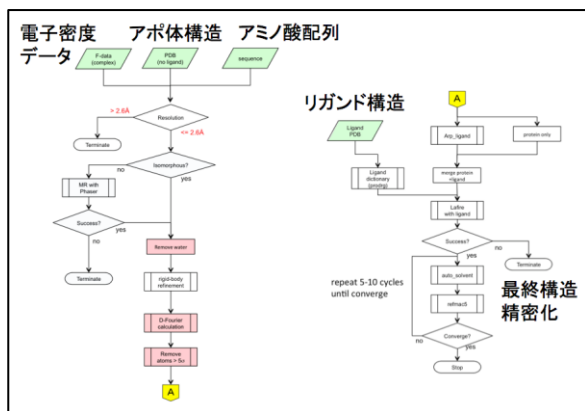 電子密度
データ
アポ体構造
アミノ酸配列
F-data
(complex)
PDB
(no ligand)
sequence
> 2.6Å
Resolution
<= 2.6Å
Terminate
Isomorphous?
no
yes
MR with
Phaser
Success?
yes
no
Remove water
Terminate
rigid-body
refinement
D-Fourier
calculation
Remove
atoms > 5σ
A
リガンド構造
A
Ligand
PDB
Arp_ligand
protein only
Ligand
dictionary
(prodrg)
merge protein
+ligand
Lafire
with ligand
Success?
no
yes
Terminate
repeat 5-10 cycles
until converge
auto_solvent
最終構造
精密化
refmac5
Converge?
no
yes
Stop